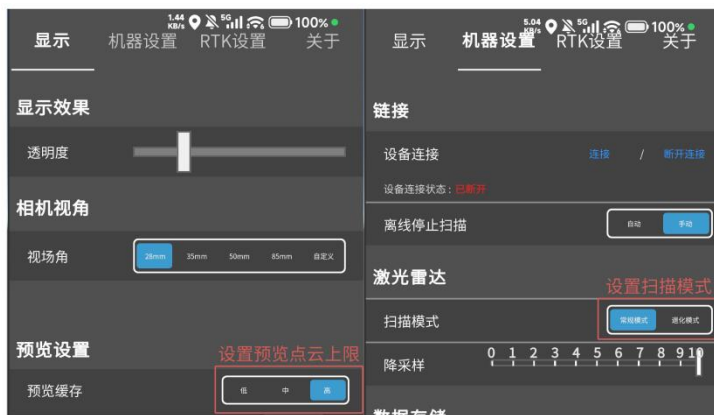 1.44 KB/s 5G 100%
显示 机器设置 RTK设置 关于
显示效果
透明度
相机视角
视场角 28mm 35mm 50mm 85mm 自定义
设置预览点云上限
预览设置
预览缓存 低 中 高
5.04 KB/s 5G 100%
显示 机器设置 RTK设置 关于
链接
设备连接 连接 / 断开连接
设备连接状态：已断开
离线停止扫描 自动 手动
激光雷达
设置扫描模式
扫描模式 常规模式 退化模式
0 1 2 3 4 5 6 7 8 9 10
降采样
数据存储